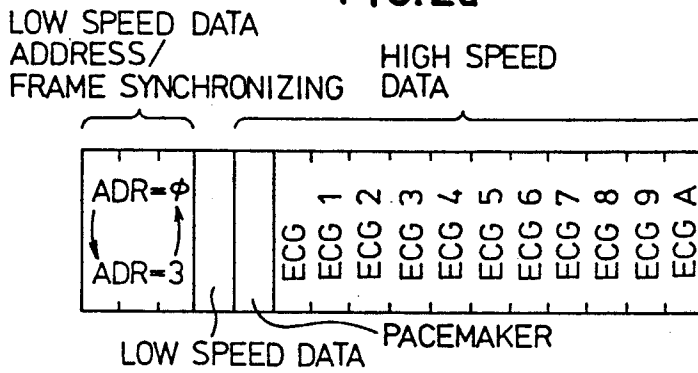 LOW SPEED DATA
ADDRESS/
FRAME SYNCHRONIZING
HIGH SPEED
DATA
ADR=φ
ADR=3
ECG
ECG 1
ECG 2
ECG 3
ECG 4
ECG 5
ECG 6
ECG 7
ECG 8
ECG 9
ECG A
LOW SPEED DATA
PACEMAKER